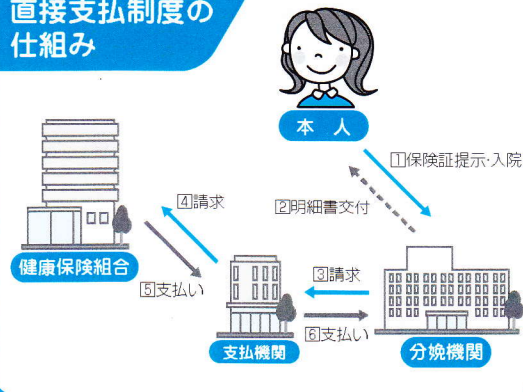 直接支払制度の
仕組み
本人
1保険証提示・入院
2明細書交付
4請求
健康保険組合
5支払い
3請求
6支払い
支払機関
分娩機関